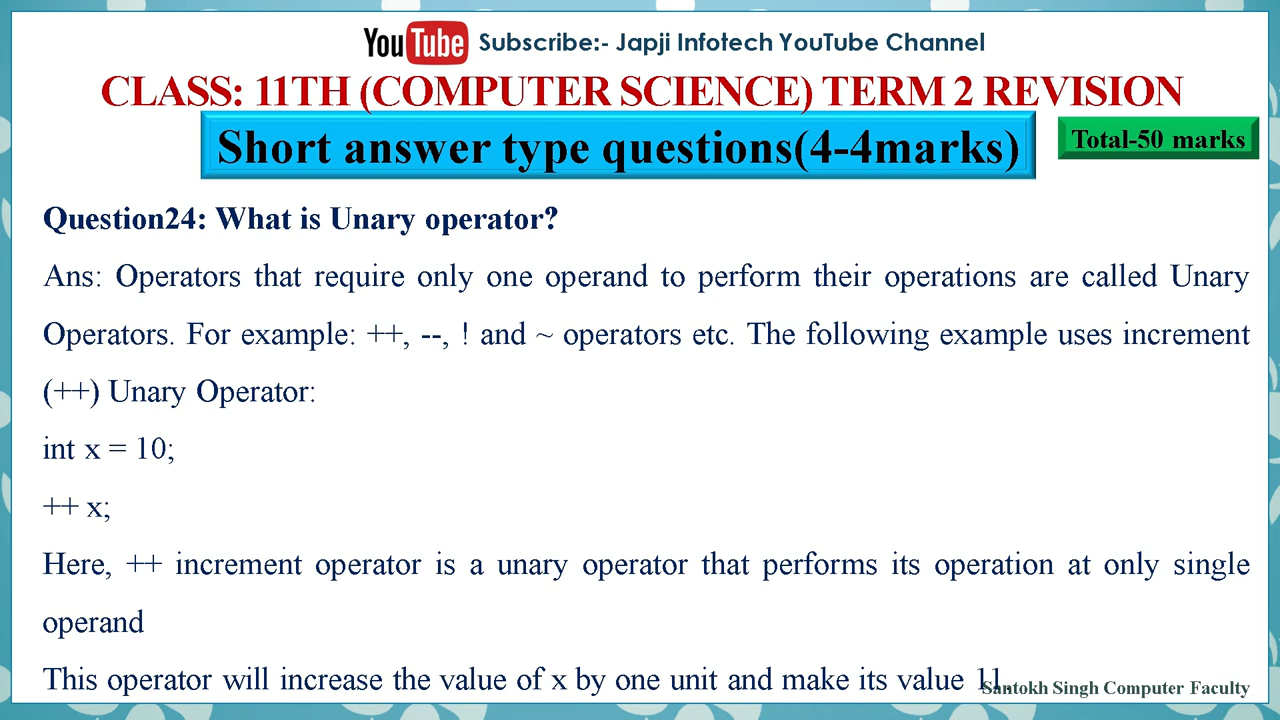 YouTube Subscribe:- Japji Infotech YouTube Channel
CLASS: 11TH (COMPUTER SCIENCE) TERM 2 REVISION
Short answer type questions(4-4marks)
Total-50 marks
Question24: What is Unary operator?
Ans: Operators that require only one operand to perform their operations are called Unary
Operators. For example: ++, --, ! and ~ operators etc. The following example uses increment
(++) Unary Operator:
int x = 10;
++ x;
Here, ++ increment operator is a unary operator that performs its operation at only single
operand
This operator will increase the value of x by one unit and make its value 11.
Santokh Singh Computer Faculty